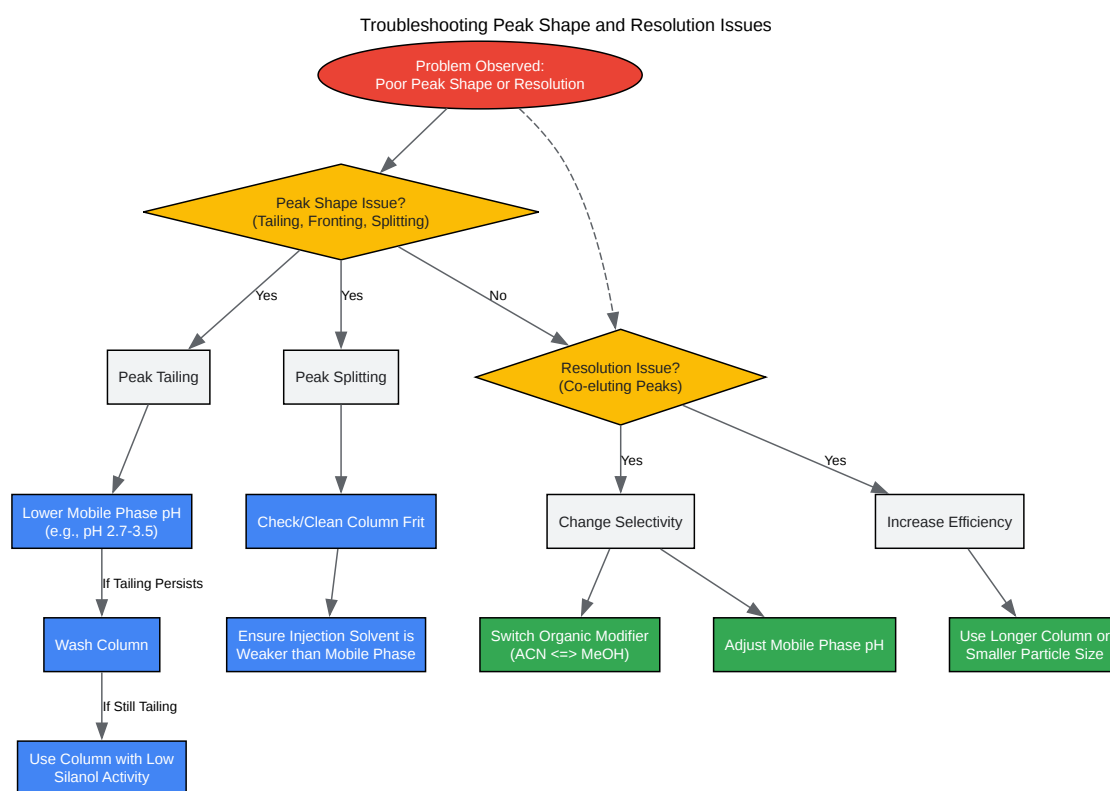 Troubleshooting Peak Shape and Resolution Issues
Problem Observed:
Poor Peak Shape or Resolution
Peak Shape Issue?
(Tailing, Fronting, Splitting)
Yes
Yes
No
Peak Tailing
Peak Splitting
Resolution Issue?
(Co-eluting Peaks)
Yes
Yes
Lower Mobile Phase pH
(e.g., pH 2.7-3.5)
Check/Clean Column Frit
Change Selectivity
Increase Efficiency
If Tailing Persists
Wash Column
Ensure Injection Solvent is
Weaker than Mobile Phase
Switch Organic Modifier
(ACN <=> MeOH)
Adjust Mobile Phase pH
Use Longer Column or
Smaller Particle Size
If Still Tailing
Use Column with Low
Silanol Activity